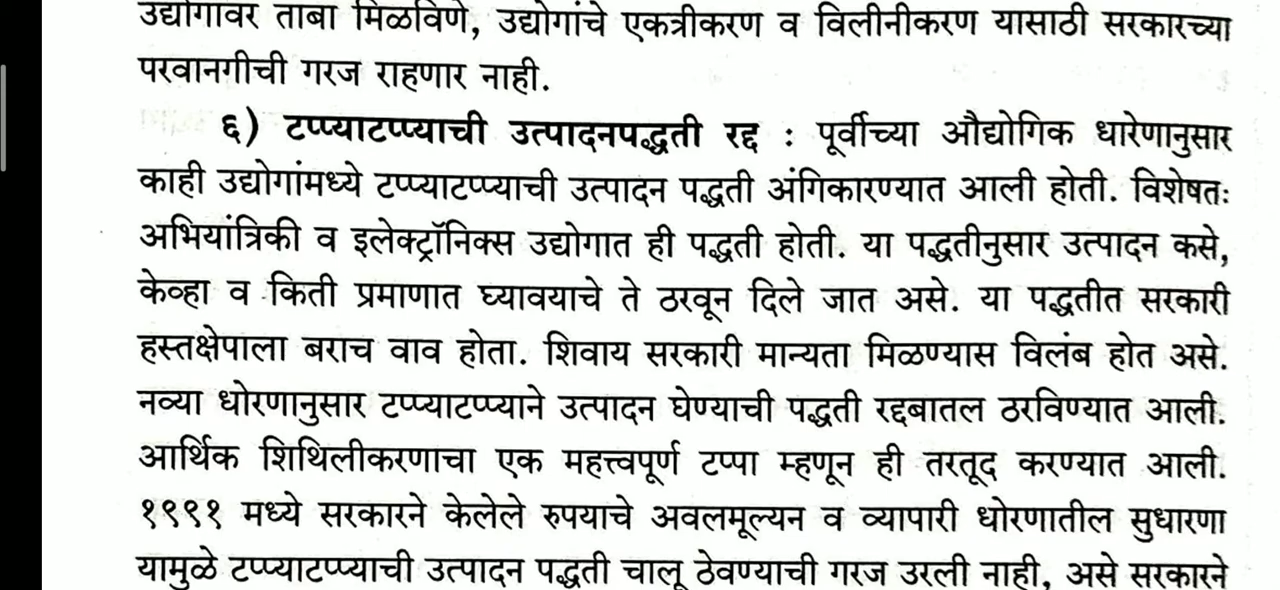 उद्योगावर ताबा मिळविणे, उद्योगांचे एकत्रीकरण व विलीनीकरण यासाठी सरकारच्या
परवानगीची गरज राहणार नाही.
६) टप्प्याटप्प्याची उत्पादनपद्धती रद्द : पूर्वीच्या औद्योगिक धारेणानुसार
काही उद्योगांमध्ये टप्प्याटप्प्याची उत्पादन पद्धती अंगिकारण्यात आली होती. विशेषतः
अभियांत्रिकी व इलेक्ट्रॉनिक्स उद्योगात ही पद्धती होती. या पद्धतीनुसार उत्पादन कसे,
केव्हा व किती प्रमाणात घ्यावयाचे ते ठरवून दिले जात असे. या पद्धतीत सरकारी
हस्तक्षेपाला बराच वाव होता. शिवाय सरकारी मान्यता मिळण्यास विलंब होत असे.
नव्या धोरणानुसार टप्प्याटप्प्याने उत्पादन घेण्याची पद्धती रद्दबातल ठरविण्यात आली.
आर्थिक शिथिलीकरणाचा एक महत्त्वपूर्ण टप्पा म्हणून ही तरतूद करण्यात आली.
१९९१ मध्ये सरकारने केलेले रुपयाचे अवलमूल्यन व व्यापारी धोरणातील सुधारणा
यामुळे टप्प्याटप्प्याची उत्पादन पद्धती चालू ठेवण्याची गरज उरली नाही, असे सरकारने